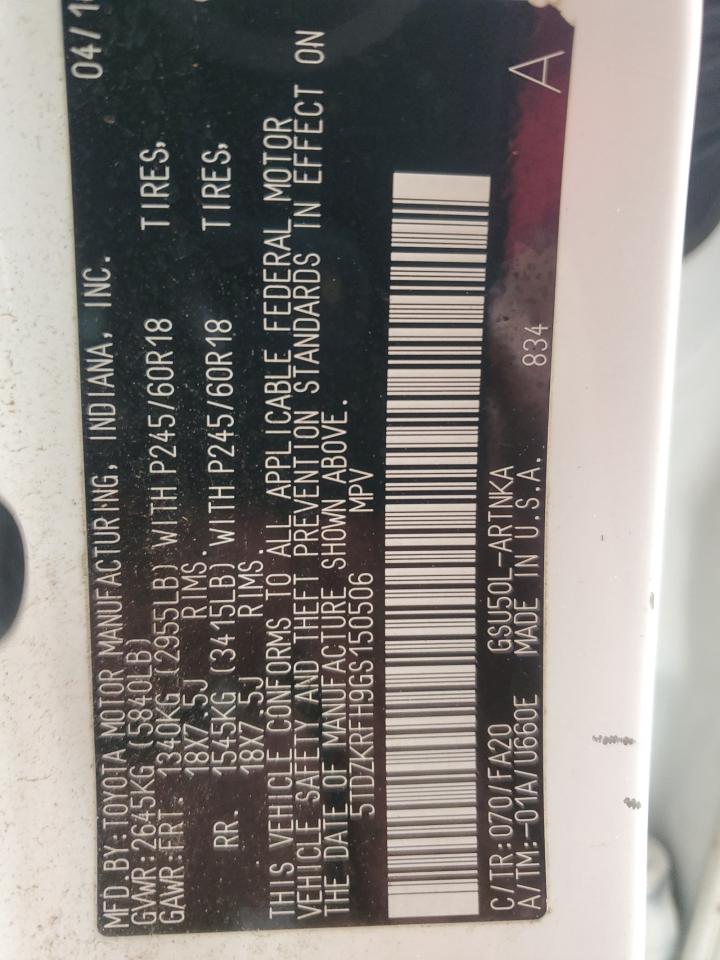 MFD.BY:TOYOTA MOTOR MANUFACTURING, INDIANA, INC. 04/1
GVWR:2645KG (5840LB)
GAWR:FRT. 1340KG (2955LB) WITH P245/60R18 TIRES,
18X7.5J RIMS.
RR. 1545KG (3415LB) WITH P245/60R18 TIRES,
18X7.5J RIMS.
THIS VEHICLE CONFORMS TO ALL APPLICABLE FEDERAL MOTOR
VEHICLE SAFETY AND THEFT PREVENTION STANDARDS IN EFFECT ON
THE DATE OF MANUFACTURE SHOWN ABOVE.
5TDZKRFH9GS150506 MPV
C/TR:070/FA20 GSU50L-ARTNKA 834 A
A/TM:-01A/U660E MADE IN U.S.A.